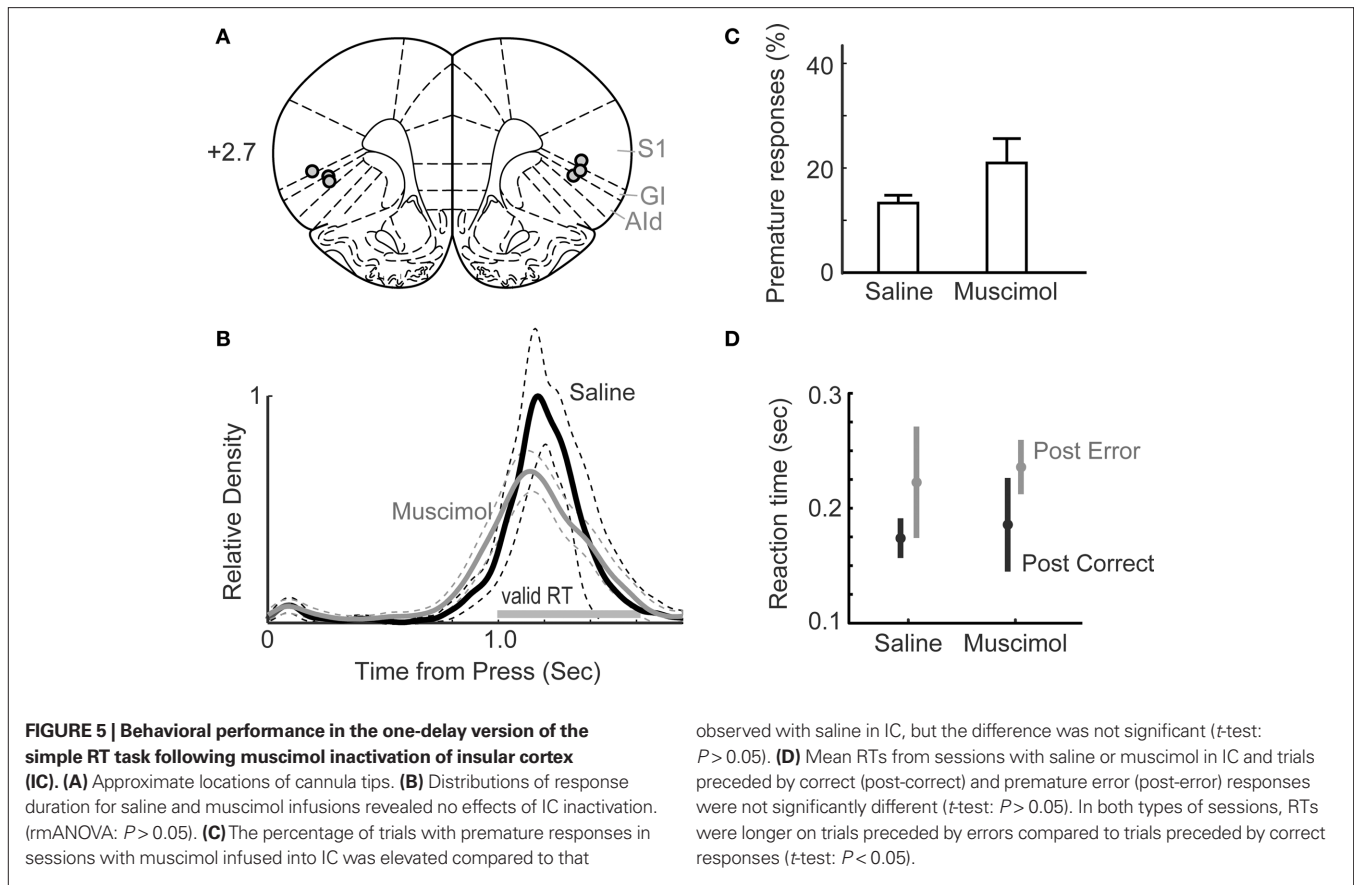 A
+2.7
S1
GI
AId
C
Premature responses (%)
40
20
0
Saline Muscimol
B
1
Relative Density
Saline
Muscimol
valid RT
0
1.0
Time from Press (Sec)
D
0.3
Reaction time (sec)
0.2
0.1
Post Error
Post Correct
Saline Muscimol
FIGURE 5 | Behavioral performance in the one-delay version of the
simple RT task following muscimol inactivation of insular cortex
(IC). (A) Approximate locations of cannula tips. (B) Distributions of response
duration for saline and muscimol infusions revealed no effects of IC inactivation.
(rmANOVA: P > 0.05). (C) The percentage of trials with premature responses in
sessions with muscimol infused into IC was elevated compared to that
observed with saline in IC, but the difference was not significant (t-test:
P > 0.05). (D) Mean RTs from sessions with saline or muscimol in IC and trials
preceded by correct (post-correct) and premature error (post-error) responses
were not significantly different (t-test: P > 0.05). In both types of sessions, RTs
were longer on trials preceded by errors compared to trials preceded by correct
responses (t-test: P < 0.05).